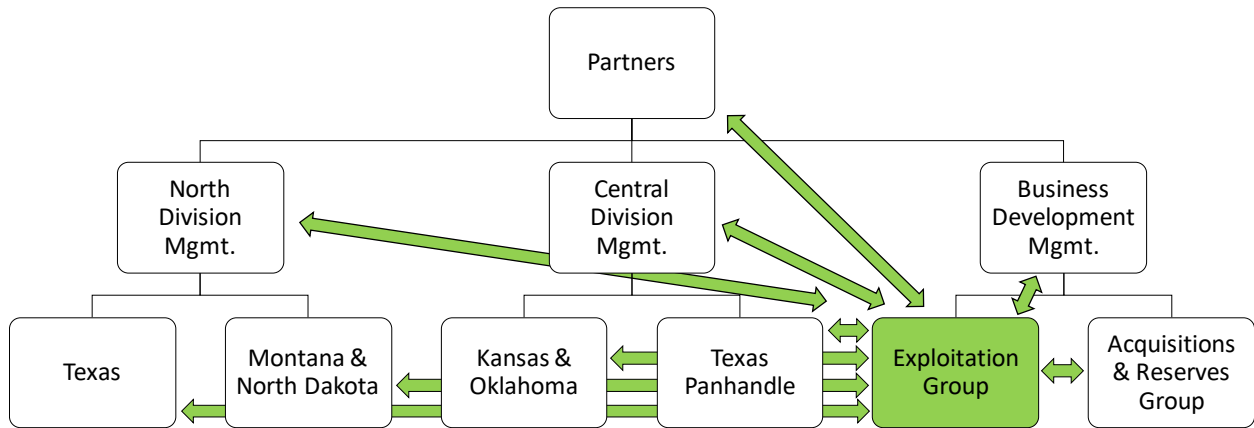 Partners
North
Division
Mgmt.
Central
Division
Mgmt.
Business
Development
Mgmt.
Texas
Montana &
North Dakota
Kansas &
Oklahoma
Texas
Panhandle
Exploitation
Group
Acquisitions
& Reserves
Group